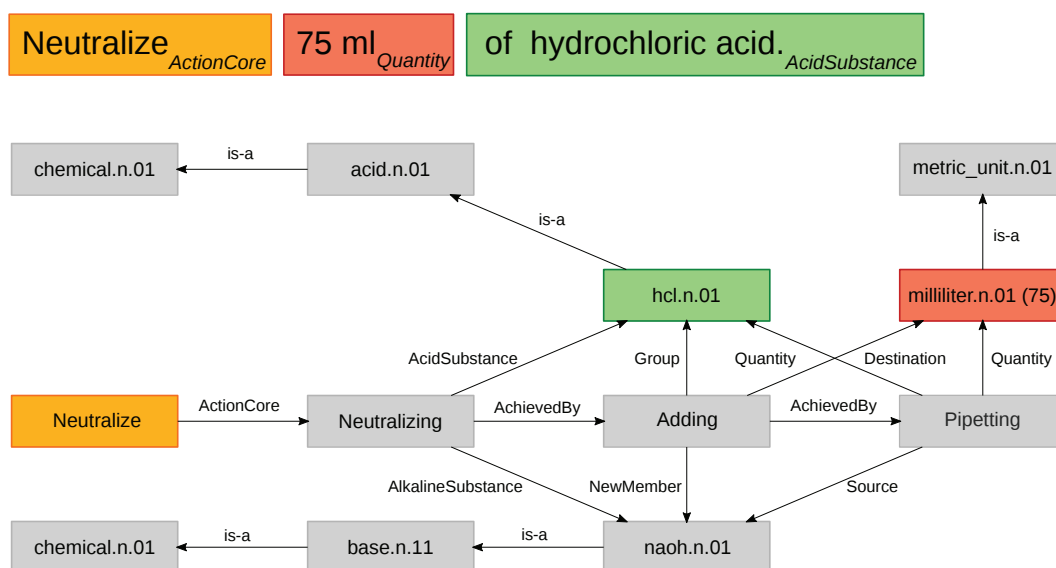 Neutralize ActionCore 75 ml Quantity of hydrochloric acid. AcidSubstance
chemical.n.01 is-a acid.n.01 metric_unit.n.01
is-a is-a
hcl.n.01 milliliter.n.01 (75)
AcidSubstance Group Quantity Destination Quantity
Neutralize ActionCore Neutralizing AchievedBy Adding AchievedBy Pipetting
AlkalineSubstance NewMember Source
chemical.n.01 is-a base.n.11 is-a naoh.n.01